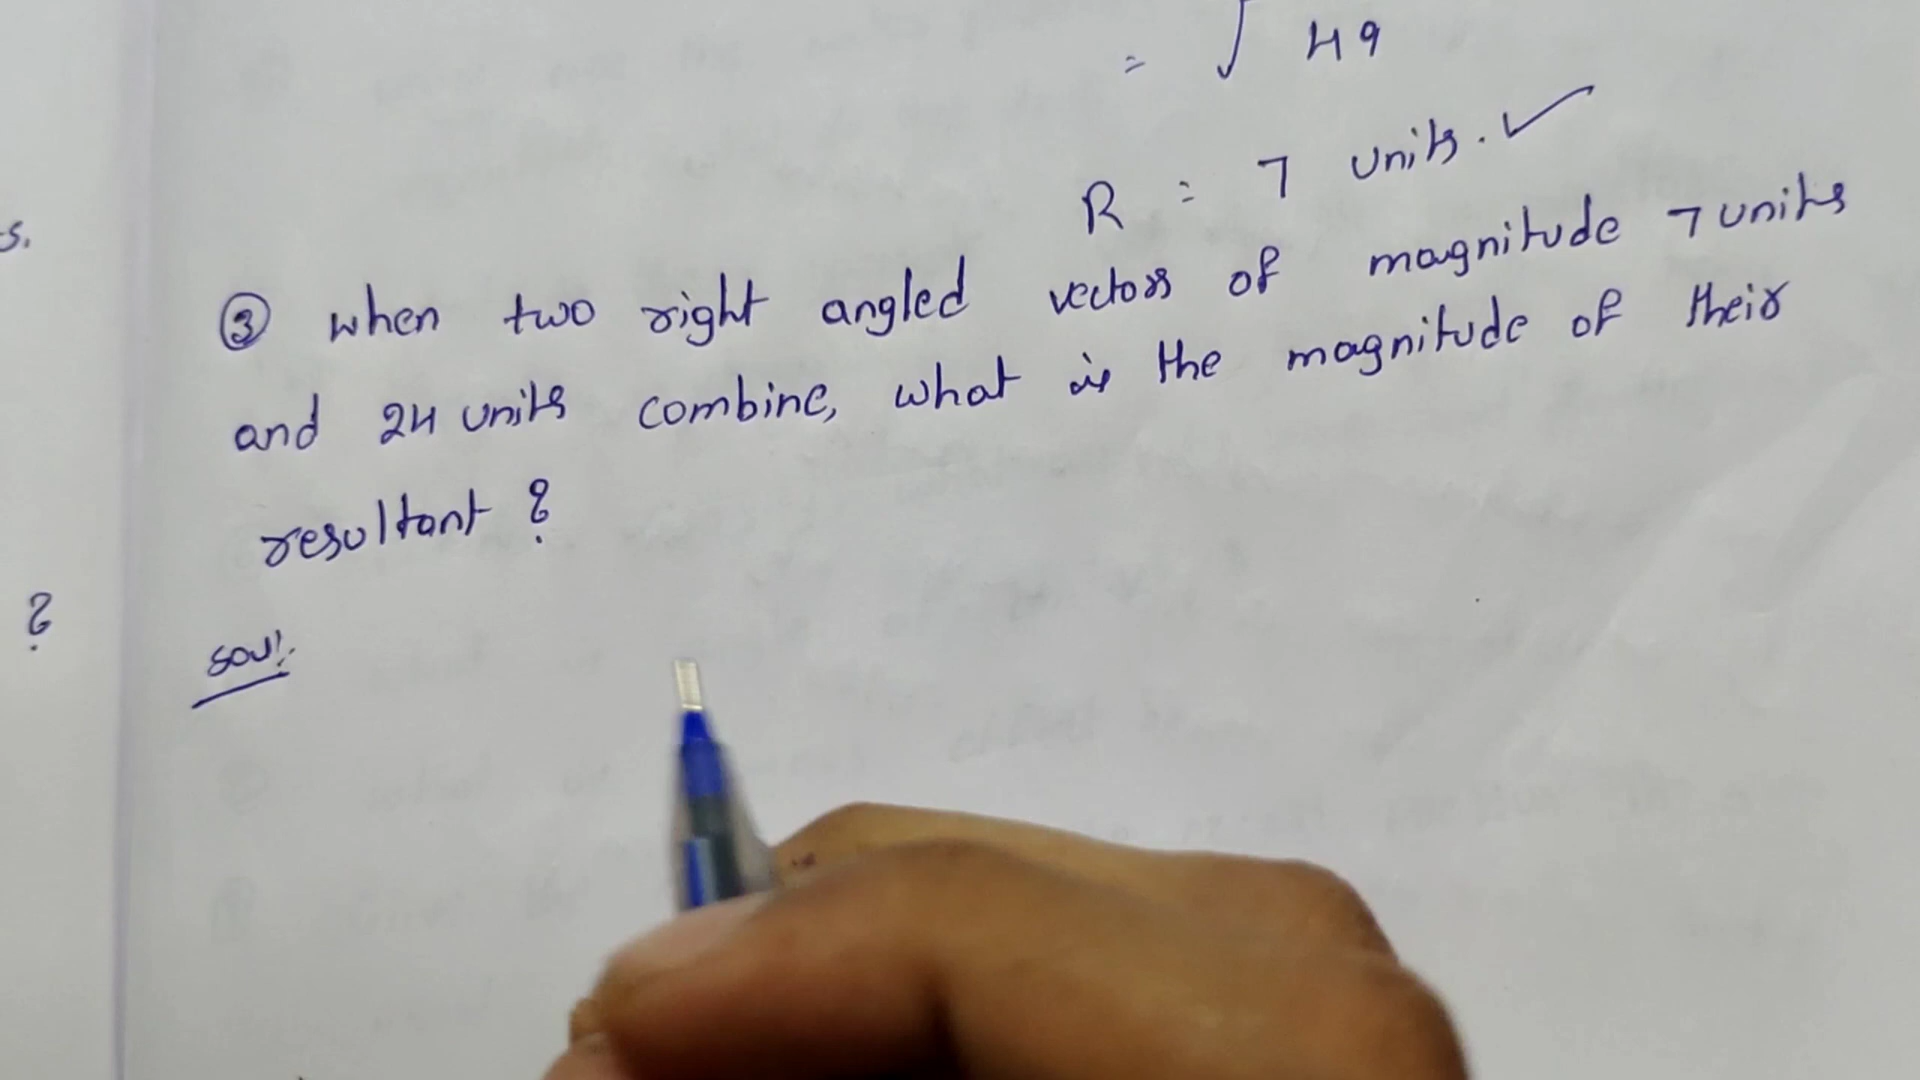 = √49
R = 7 units. ✓
s.
③ when two right angled vectors of magnitude 7 units
and 24 units combine, what is the magnitude of their
resultant ?
?
Sol: